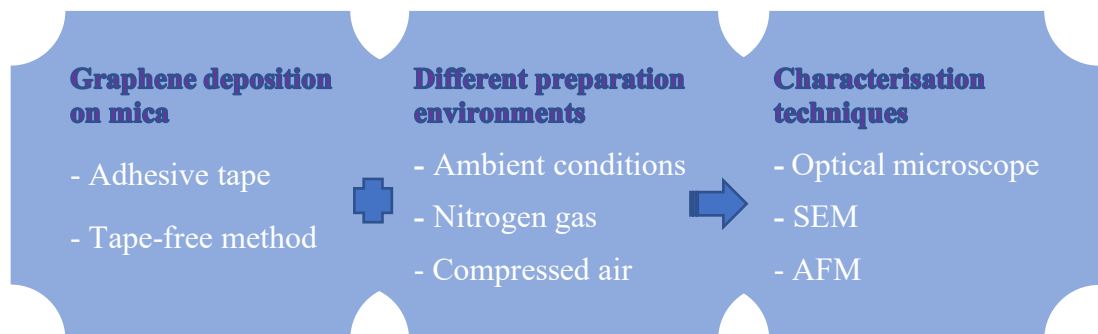 Graphene deposition
on mica
- Adhesive tape
- Tape-free method
Different preparation
environments
- Ambient conditions
- Nitrogen gas
- Compressed air
Characterisation
techniques
- Optical microscope
- SEM
- AFM